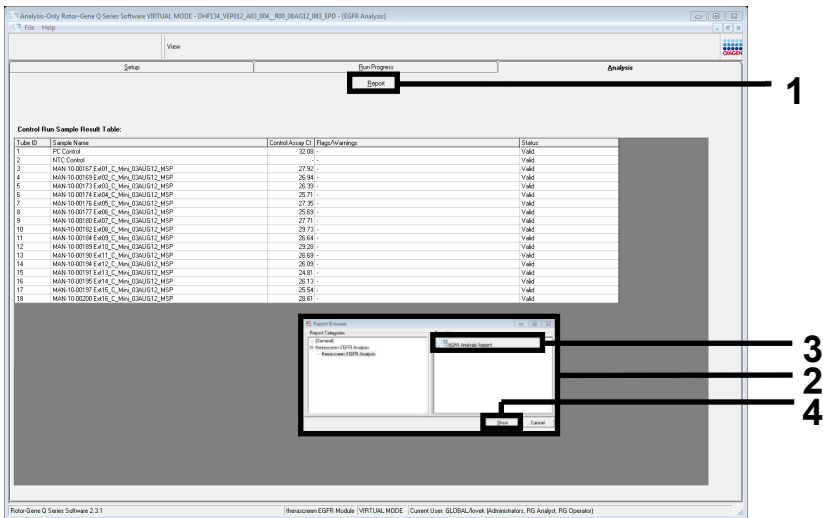 Analysis-Only Rotor-Gene Q Series Software VIRTUAL MODE - DHF134_VEP012_A03_004__R00_08AG12_083_EPD - [EGFR Analysis]
File Help
View
QIAGEN
Setup Run Progress Analysis
Report
1
Control Run Sample Result Table:
Tube ID Sample Name Control Assay Ct Flags/Warnings Status
1 PC Control 32.08 - Valid
2 NTC Control - - Valid
3 MAN-10-00167 Ext01_C_Mini_03AUG12_MSP 27.92 - Valid
4 MAN-10-00169 Ext02_C_Mini_03AUG12_MSP 26.94 - Valid
5 MAN-10-00173 Ext03_C_Mini_03AUG12_MSP 26.39 - Valid
6 MAN-10-00174 Ext04_C_Mini_03AUG12_MSP 25.71 - Valid
7 MAN-10-00176 Ext05_C_Mini_03AUG12_MSP 27.35 - Valid
8 MAN-10-00177 Ext06_C_Mini_03AUG12_MSP 25.69 - Valid
9 MAN-10-00180 Ext07_C_Mini_03AUG12_MSP 27.71 - Valid
10 MAN-10-00182 Ext08_C_Mini_03AUG12_MSP 29.73 - Valid
11 MAN-10-00184 Ext09_C_Mini_03AUG12_MSP 26.64 - Valid
12 MAN-10-00189 Ext10_C_Mini_03AUG12_MSP 29.28 - Valid
13 MAN-10-00190 Ext11_C_Mini_03AUG12_MSP 26.69 - Valid
14 MAN-10-00194 Ext12_C_Mini_03AUG12_MSP 26.09 - Valid
15 MAN-10-00191 Ext13_C_Mini_03AUG12_MSP 24.81 - Valid
16 MAN-10-00195 Ext14_C_Mini_03AUG12_MSP 26.13 - Valid
17 MAN-10-00197 Ext15_C_Mini_03AUG12_MSP 25.54 - Valid
18 MAN-10-00200 Ext16_C_Mini_03AUG12_MSP 28.61 - Valid
Report Browser
Report Categories
(General)
therascreen EGFR Analysis
therascreen EGFR Analysis
EGFR Analysis Report
3
2
4
Show Cancel
Rotor-Gene Q Series Software 2.3.1 therascreen EGFR Module VIRTUAL MODE Current User: GLOBAL/lovek (Administrators, RG Analyst, RG Operator)